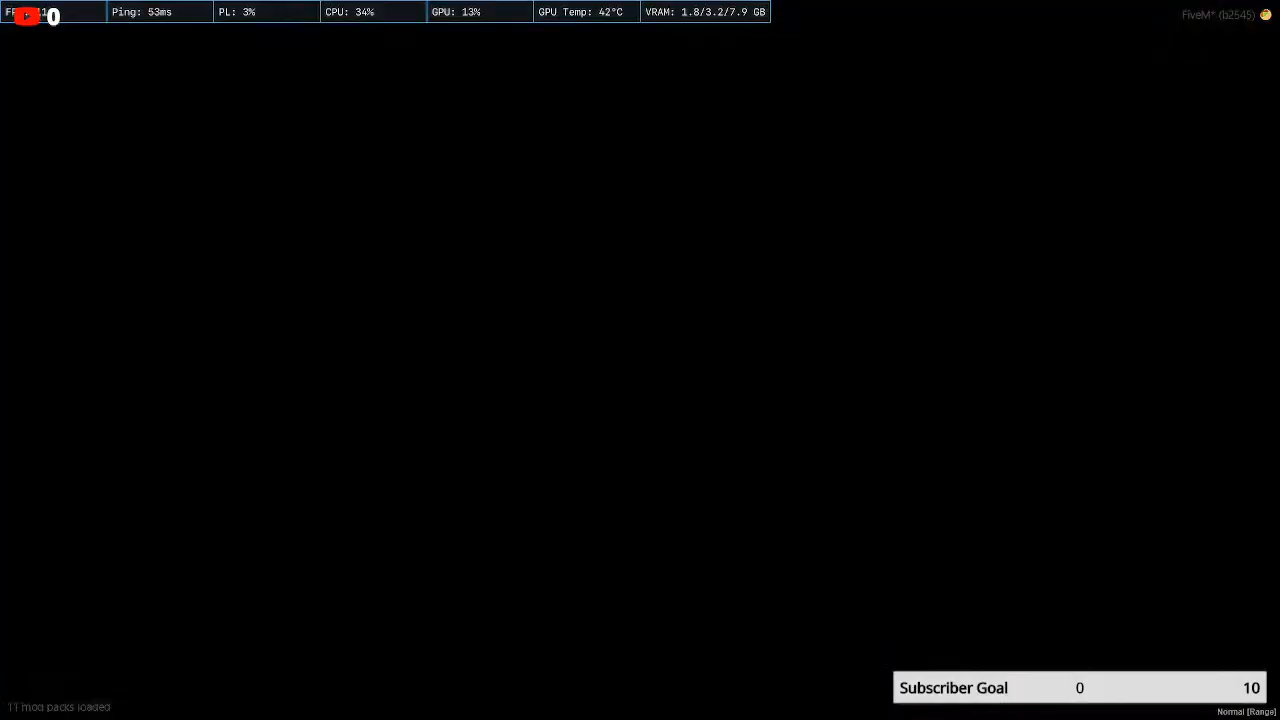 0
Ping: 53ms
PL: 3%
CPU: 34%
GPU: 13%
GPU Temp: 42°C
VRAM: 1.8/3.2/7.9 GB
FiveM* (b2545)
Subscriber Goal 0 10
11 mod packs loaded
Normal [Range]